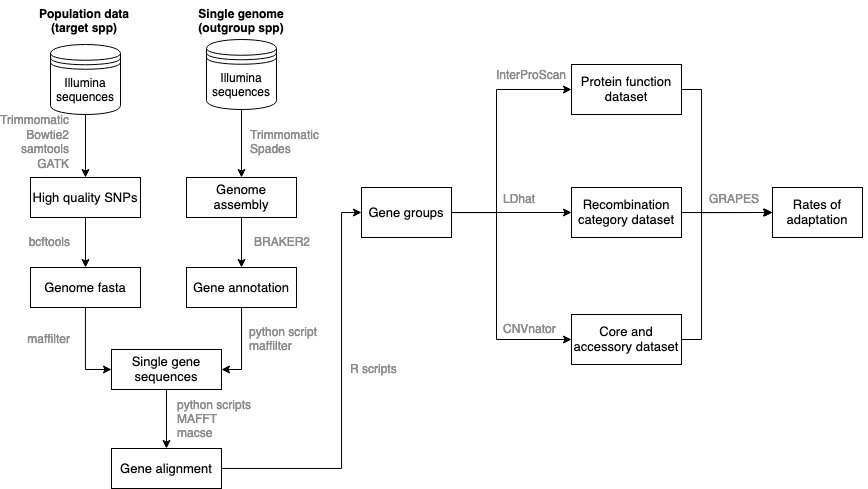 Population data
(target spp)
Single genome
(outgroup spp)
Illumina
sequences
Illumina
sequences
Trimmomatic
Bowtie2
samtools
GATK
Trimmomatic
Spades
High quality SNPs
Genome
assembly
bcftools
BRAKER2
Genome fasta
Gene annotation
maffilter
python script
maffilter
Single gene
sequences
python scripts
MAFFT
macse
Gene alignment
R scripts
Gene groups
InterProScan
Protein function
dataset
LDhat
Recombination
category dataset
CNVnator
Core and
accessory dataset
GRAPES
Rates of
adaptation